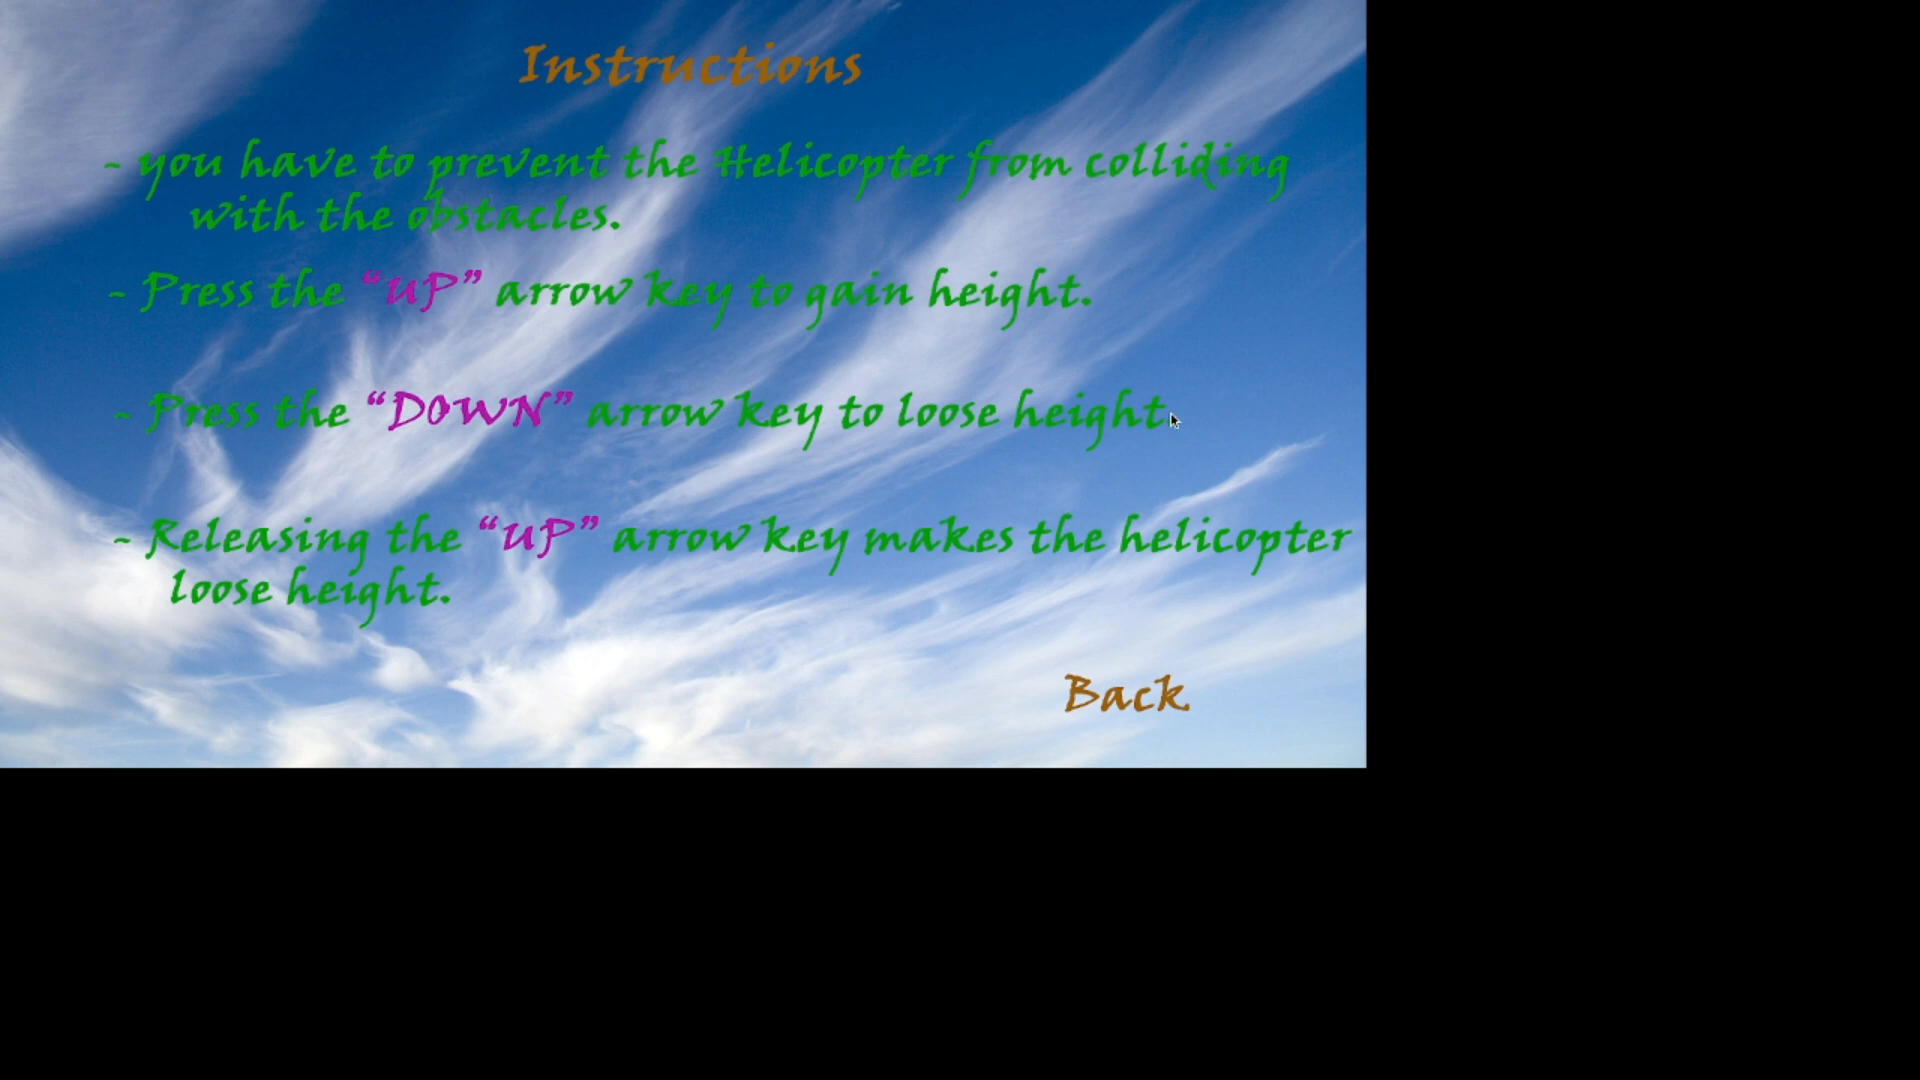 Instructions
- you have to prevent the Helicopter from colliding
with the obstacles.
- Press the “UP” arrow key to gain height.
- Press the “DOWN” arrow key to loose height.
- Releasing the “UP” arrow key makes the helicopter
loose height.
Back